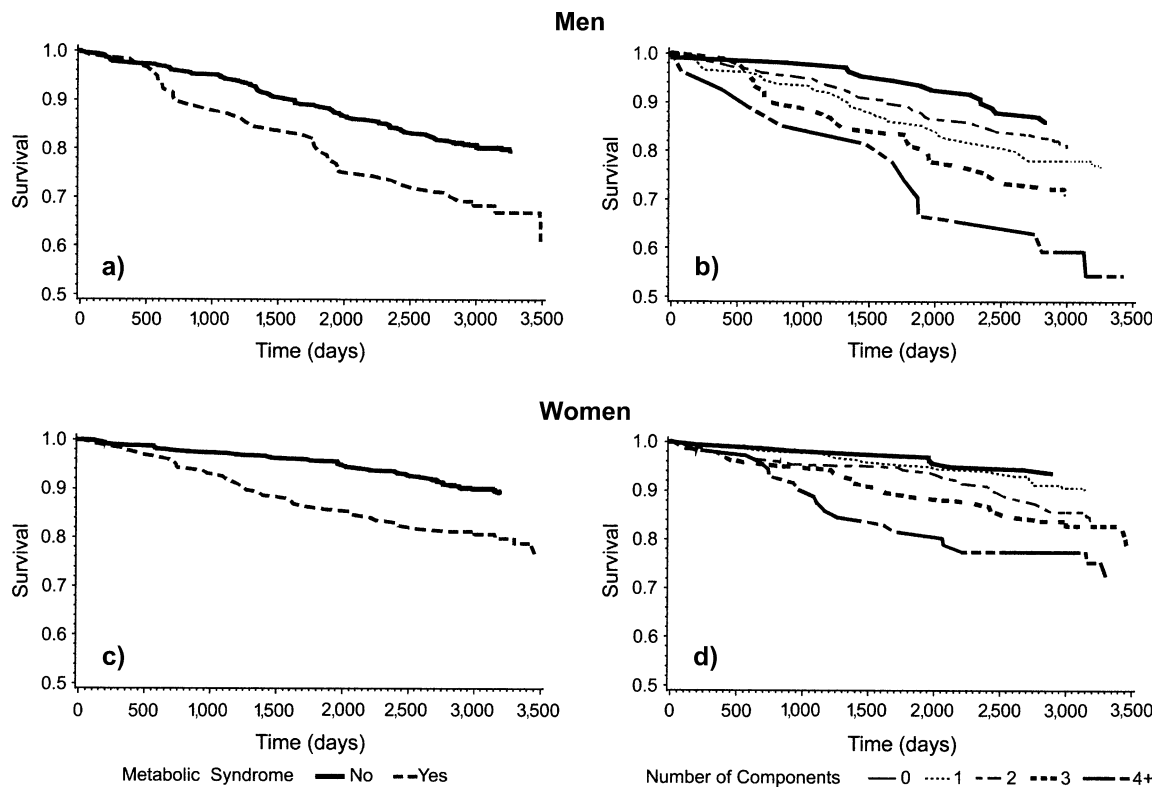 Men
1.0
0.9
0.8
0.7
0.6
0.5
Survival
a)
0 500 1,000 1,500 2,000 2,500 3,000 3,500
Time (days)
1.0
0.9
0.8
0.7
0.6
0.5
Survival
b)
0 500 1,000 1,500 2,000 2,500 3,000 3,500
Time (days)
Women
1.0
0.9
0.8
0.7
0.6
0.5
Survival
c)
0 500 1,000 1,500 2,000 2,500 3,000 3,500
Time (days)
1.0
0.9
0.8
0.7
0.6
0.5
Survival
d)
0 500 1,000 1,500 2,000 2,500 3,000 3,500
Time (days)
Metabolic Syndrome No Yes
Number of Components 0 1 2 3 4+